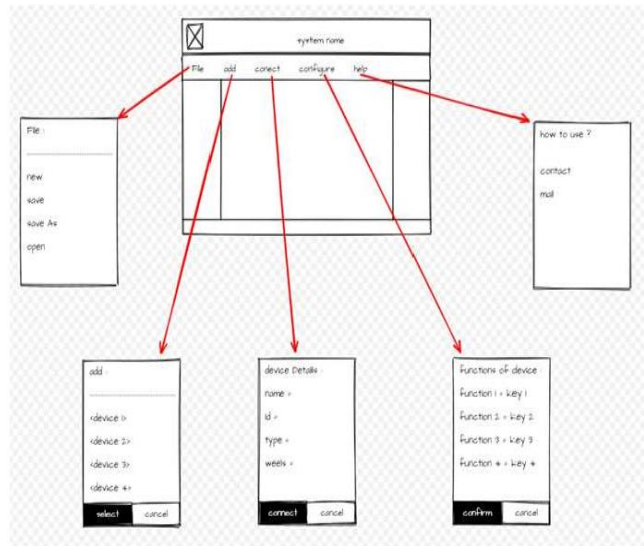 system name
File add conect configure help
File :
new
save
save As
open
how to use ?
contact
mail
add :
<device 1>
<device 2>
<device 3>
<device 4>
select cancel
device Details :
name =
id =
type =
weels =
connect cancel
functions of device :
function 1 = key 1
function 2 = key 2
function 3 = key 3
function 4 = key 4
confirm cancel